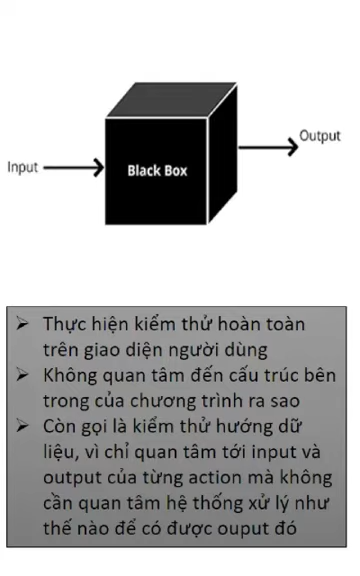 Output
Input
Black Box
➢ Thực hiện kiểm thử hoàn toàn
trên giao diện người dùng
➢ Không quan tâm đến cấu trúc bên
trong của chương trình ra sao
➢ Còn gọi là kiểm thử hướng dữ
liệu, vì chỉ quan tâm tới input và
output của từng action mà không
cần quan tâm hệ thống xử lý như
thế nào để có được ouput đó